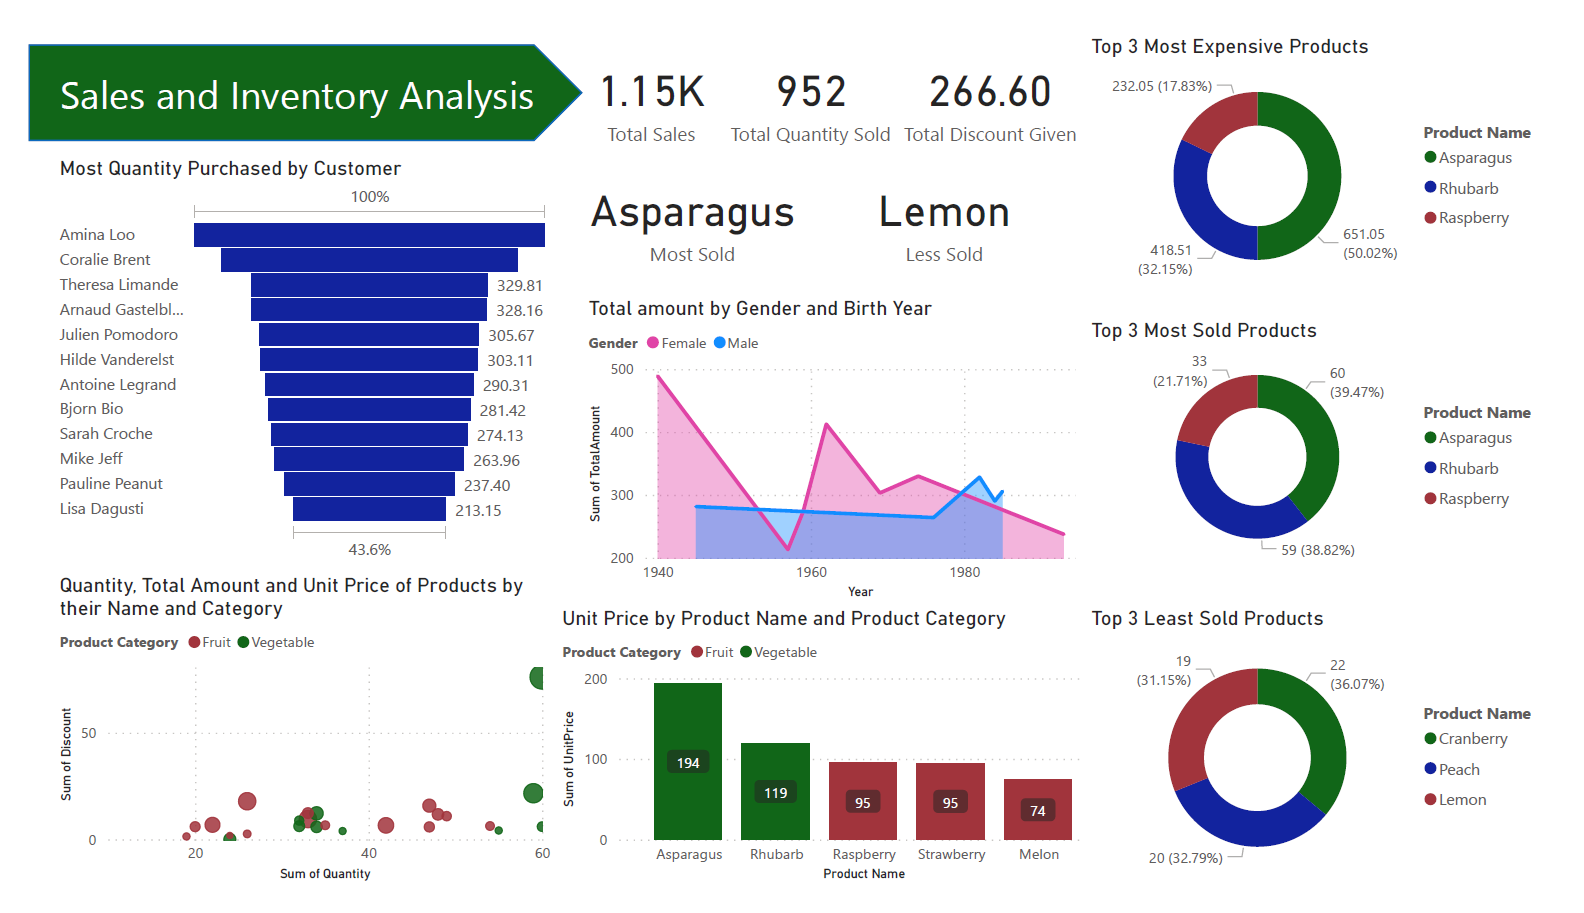 Sales and Inventory Analysis
1.15K
Total Sales
952
Total Quantity Sold
266.60
Total Discount Given
Asparagus
Most Sold
Lemon
Less Sold
Most Quantity Purchased by Customer
100%
Amina Loo
Coralie Brent
Theresa Limande 329.81
Arnaud Gastelbl... 328.16
Julien Pomodoro 305.67
Hilde Vanderelst 303.11
Antoine Legrand 290.31
Bjorn Bio 281.42
Sarah Croche 274.13
Mike Jeff 263.96
Pauline Peanut 237.40
Lisa Dagusti 213.15
43.6%
Total amount by Gender and Birth Year
Gender Female Male
Sum of TotalAmount
500
400
300
200
1940 1960 1980
Year
Quantity, Total Amount and Unit Price of Products by
their Name and Category
Product Category Fruit Vegetable
Sum of Discount
50
0
20 40 60
Sum of Quantity
Unit Price by Product Name and Product Category
Product Category Fruit Vegetable
Sum of UnitPrice
200
100
0
194
119
95
95
74
Asparagus Rhubarb Raspberry Strawberry Melon
Product Name
Top 3 Most Expensive Products
232.05 (17.83%)
418.51
(32.15%)
651.05
(50.02%)
Product Name
Asparagus
Rhubarb
Raspberry
Top 3 Most Sold Products
33
(21.71%)
60
(39.47%)
59 (38.82%)
Product Name
Asparagus
Rhubarb
Raspberry
Top 3 Least Sold Products
19
(31.15%)
22
(36.07%)
20 (32.79%)
Product Name
Cranberry
Peach
Lemon